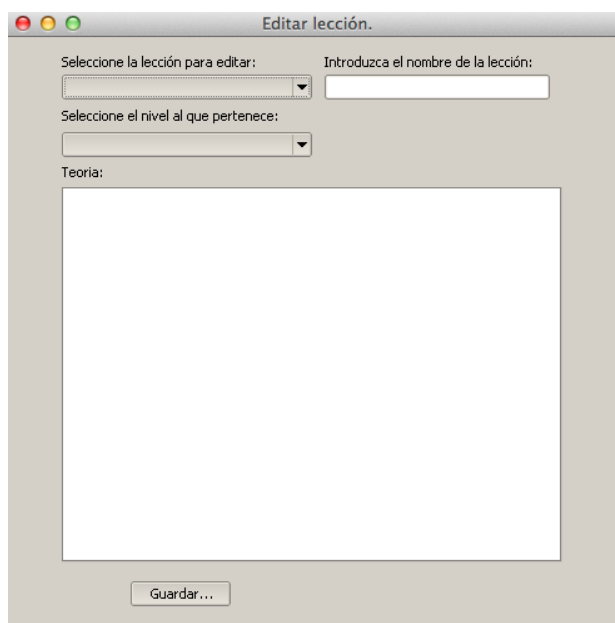 Editar lección.
Seleccione la lección para editar:
Introduzca el nombre de la lección:
Seleccione el nivel al que pertenece:
Teoria:
Guardar...